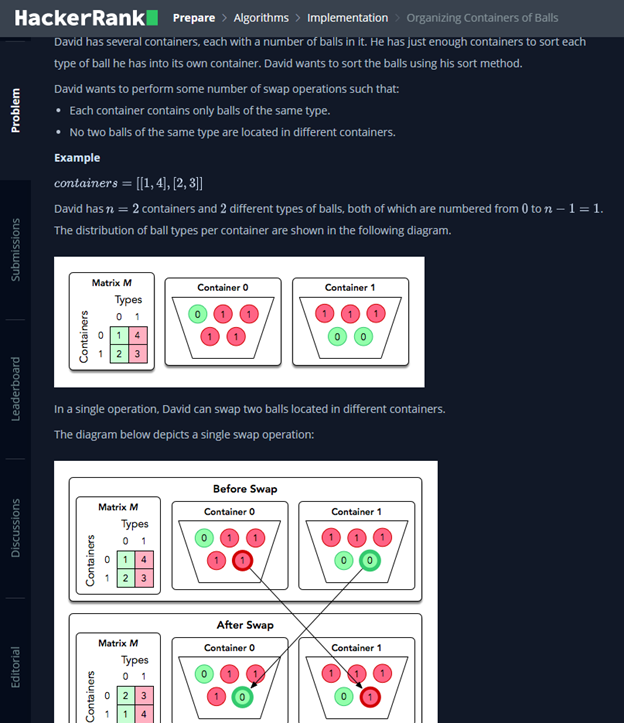 HackerRank
Prepare > Algorithms > Implementation > Organizing Containers of Balls
Problem
Submissions
Leaderboard
Discussions
Editorial
David has several containers, each with a number of balls in it. He has just enough containers to sort each
type of ball he has into its own container. David wants to sort the balls using his sort method.
David wants to perform some number of swap operations such that:
• Each container contains only balls of the same type.
• No two balls of the same type are located in different containers.
Example
containers = [[1, 4], [2, 3]]
David has n = 2 containers and 2 different types of balls, both of which are numbered from 0 to n − 1 = 1.
The distribution of ball types per container are shown in the following diagram.
Matrix M
Types
0 1
Containers
0 1 4
1 2 3
Container 0
0 1 1
1 1
Container 1
1 1 1
0 0
In a single operation, David can swap two balls located in different containers.
The diagram below depicts a single swap operation:
Before Swap
Matrix M
Types
0 1
Containers
0 1 4
1 2 3
Container 0
0 1 1
1 1
Container 1
1 1 1
0 0
After Swap
Matrix M
Types
0 1
Containers
0 2 3
1 1 4
Container 0
0 1 1
1 0
Container 1
1 1 1
0 1